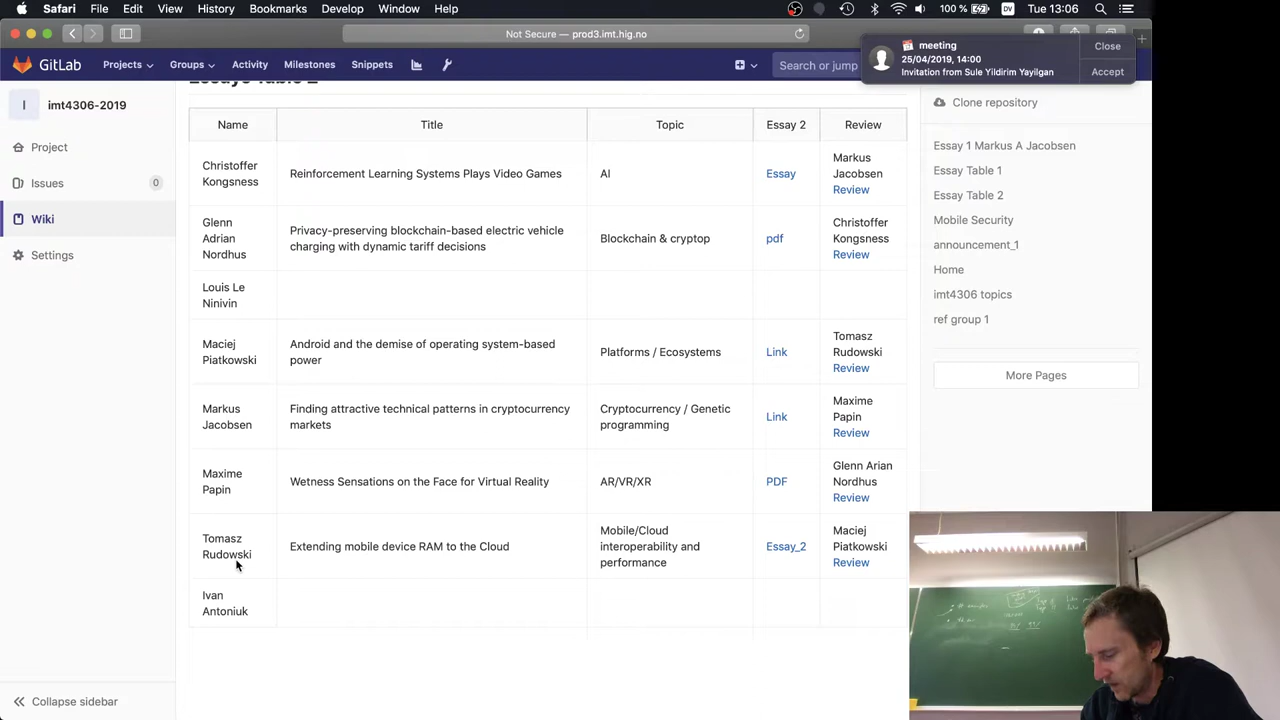 Safari File Edit View History Bookmarks Develop Window Help 100 % DV Tue 13:06
Not Secure — prod3.imt.hig.no
meeting
25/04/2019, 14:00
Invitation from Sule Yildirim Yayilgan
Close
Accept
GitLab Projects Groups Activity Milestones Snippets Search or jump
I imt4306-2019
Project
Issues 0
Wiki
Settings
Collapse sidebar
Essays Table 2
Name Title Topic Essay 2 Review
Christoffer
Kongsness
Reinforcement Learning Systems Plays Video Games
AI
Essay
Markus
Jacobsen
Review
Glenn
Adrian
Nordhus
Privacy-preserving blockchain-based electric vehicle
charging with dynamic tariff decisions
Blockchain & cryptop
pdf
Christoffer
Kongsness
Review
Louis Le
Ninivin
Maciej
Piatkowski
Android and the demise of operating system-based
power
Platforms / Ecosystems
Link
Tomasz
Rudowski
Review
Markus
Jacobsen
Finding attractive technical patterns in cryptocurrency
markets
Cryptocurrency / Genetic
programming
Link
Maxime
Papin
Review
Maxime
Papin
Wetness Sensations on the Face for Virtual Reality
AR/VR/XR
PDF
Glenn Arian
Nordhus
Review
Tomasz
Rudowski
Extending mobile device RAM to the Cloud
Mobile/Cloud
interoperability and
performance
Essay_2
Maciej
Piatkowski
Review
Ivan
Antoniuk
Clone repository
Essay 1 Markus A Jacobsen
Essay Table 1
Essay Table 2
Mobile Security
announcement_1
Home
imt4306 topics
ref group 1
More Pages